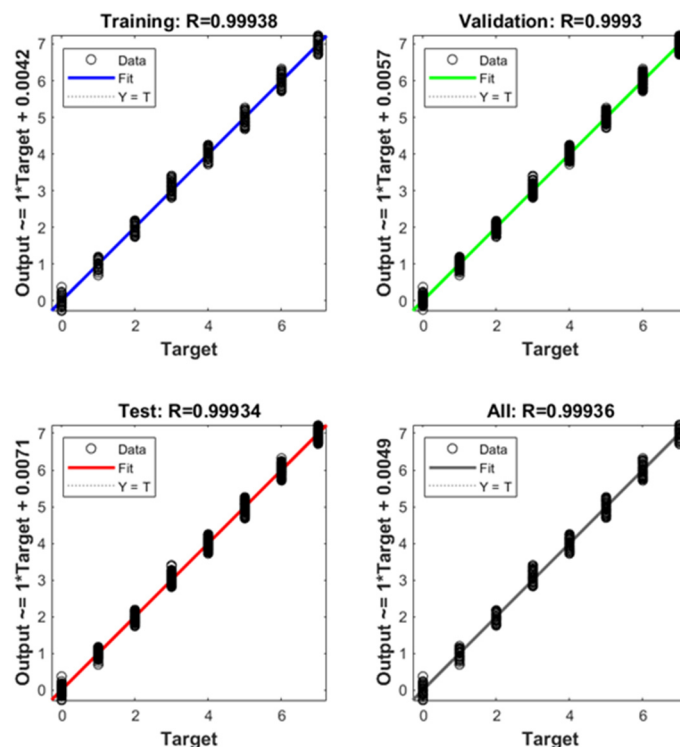 Training: R=0.99938
Output ~= 1*Target + 0.0042
7
6
5
4
3
2
1
0
Data
Fit
Y = T
0
2
4
6
Target
Validation: R=0.9993
Output ~= 1*Target + 0.0057
7
6
5
4
3
2
1
0
Data
Fit
Y = T
0
2
4
6
Target
Test: R=0.99934
Output ~= 1*Target + 0.0071
7
6
5
4
3
2
1
0
Data
Fit
Y = T
0
2
4
6
Target
All: R=0.99936
Output ~= 1*Target + 0.0049
7
6
5
4
3
2
1
0
Data
Fit
Y = T
0
2
4
6
Target